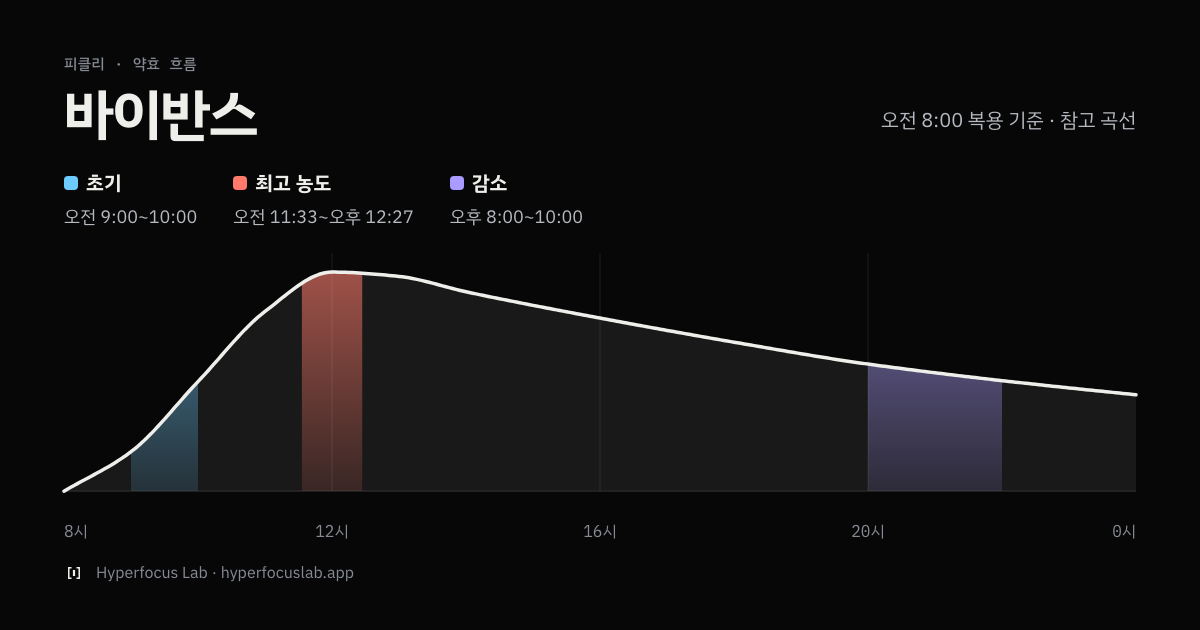 피클리 · 약효 흐름
바이반스
오전 8:00 복용 기준 · 참고 곡선
초기
오전 9:00~10:00
최고 농도
오전 11:33~오후 12:27
감소
오후 8:00~10:00
8시
12시
16시
20시
0시
Hyperfocus Lab · hyperfocuslab.app